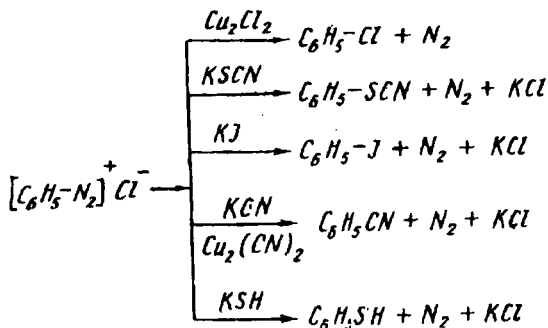 Cu₂Cl₂
C₆H₅-Cl + N₂
KSCN
C₆H₅-SCN + N₂ + KCl
KJ
C₆H₅-J + N₂ + KCl
[C₆H₅-N₂]⁺Cl⁻
KCN
Cu₂(CN)₂
C₆H₅CN + N₂ + KCl
KSH
C₆H₅SH + N₂ + KCl